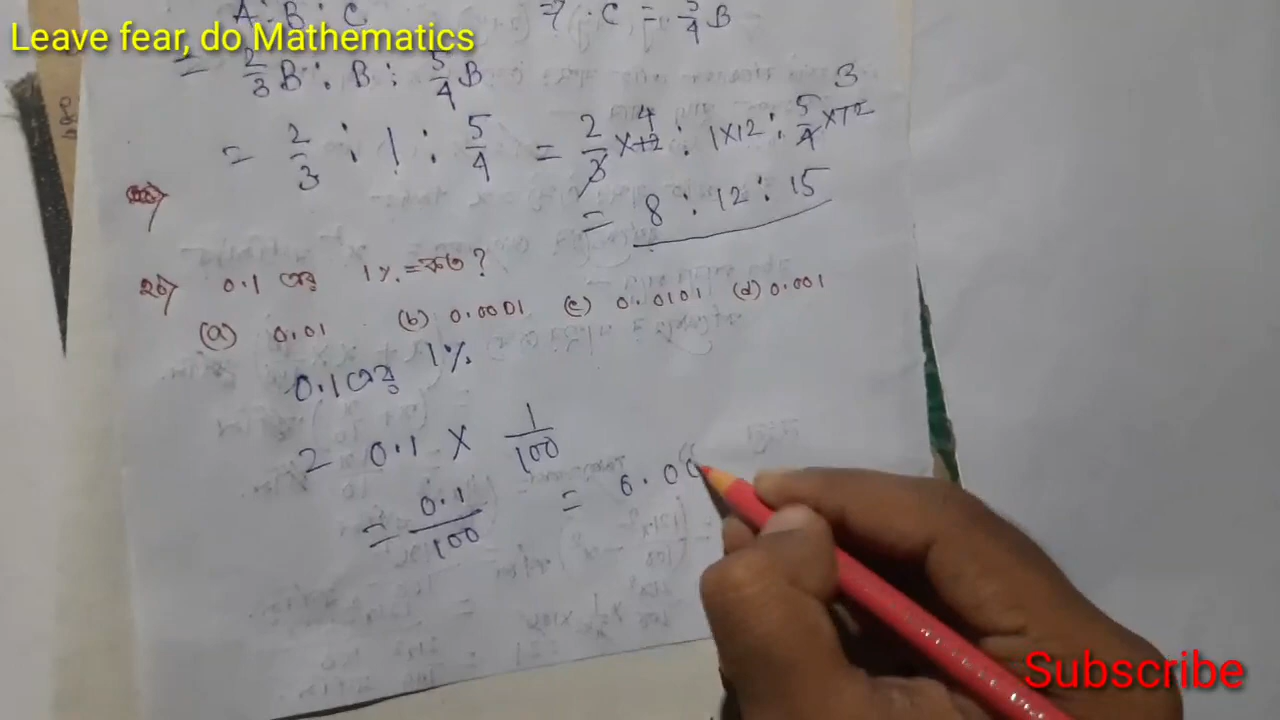 A : B : C ⇒ C = 5/4 B
Leave fear, do Mathematics
= 2/3 B : B : 5/4 B
= 2/3 : 1 : 5/4 = 2/3 × 12 4 : 1×12 : 5/4 × 12 3
= 8 : 12 : 15
২০) 0.1 এর 1% = কত?
(a) 0.01 (b) 0.0001 (c) 0.0101 (d) 0.001
0.1 এর 1%
= 0.1 × 1/100
= 0.1/100 = 0.00
Subscribe